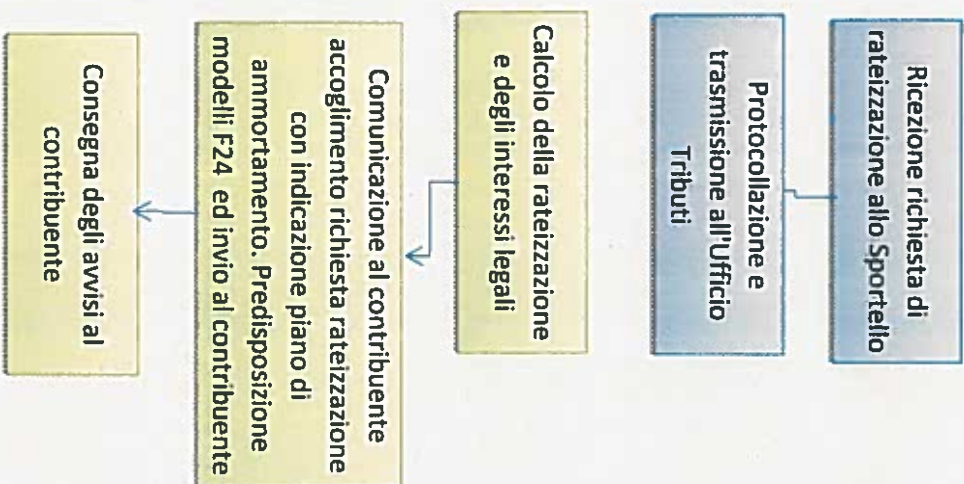 Ricezione richiesta di
rateizzazione allo Sportello
Protocollazione e
trasmissione all'Ufficio
Tributi
Calcolo della rateizzazione
e degli interessi legali
Comunicazione al contribuente
accoglimento richiesta rateizzazione
con indicazione piano di
ammortamento. Predisposizione
modelli F24 ed invio al contribuente
Consegna degli avvisi al
contribuente